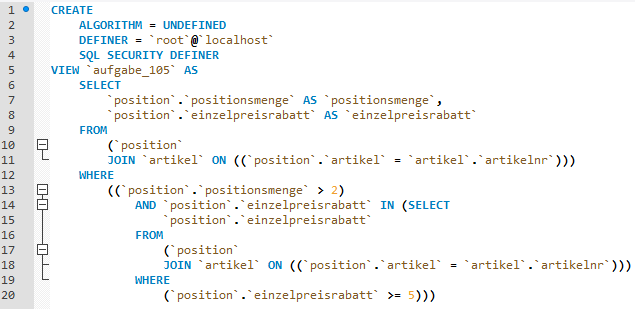 1 CREATE
2 ALGORITHM = UNDEFINED
3 DEFINER = `root`@`localhost`
4 SQL SECURITY DEFINER
5 VIEW `aufgabe_105` AS
6 SELECT
7 `position`.`positionsmenge` AS `positionsmenge`,
8 `position`.`einzelpreisrabatt` AS `einzelpreisrabatt`
9 FROM
10 (`position`
11 JOIN `artikel` ON ((`position`.`artikel` = `artikel`.`artikelnr`)))
12 WHERE
13 ((`position`.`positionsmenge` > 2)
14 AND `position`.`einzelpreisrabatt` IN (SELECT
15 `position`.`einzelpreisrabatt`
16 FROM
17 (`position`
18 JOIN `artikel` ON ((`position`.`artikel` = `artikel`.`artikelnr`)))
19 WHERE
20 (`position`.`einzelpreisrabatt` >= 5)))